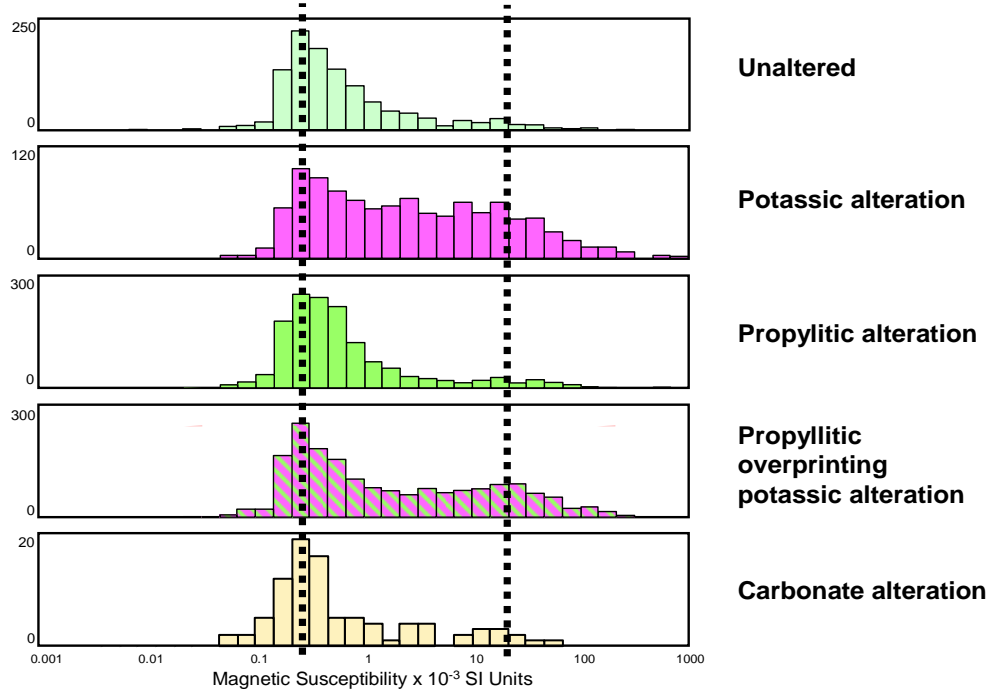 250
0
Unaltered
120
0
Potassic alteration
300
0
Propylitic alteration
300
0
Propyllitic
overprinting
potassic alteration
20
0
Carbonate alteration
0.001 0.01 0.1 1 10 100 1000
Magnetic Susceptibility x 10⁻³ SI Units